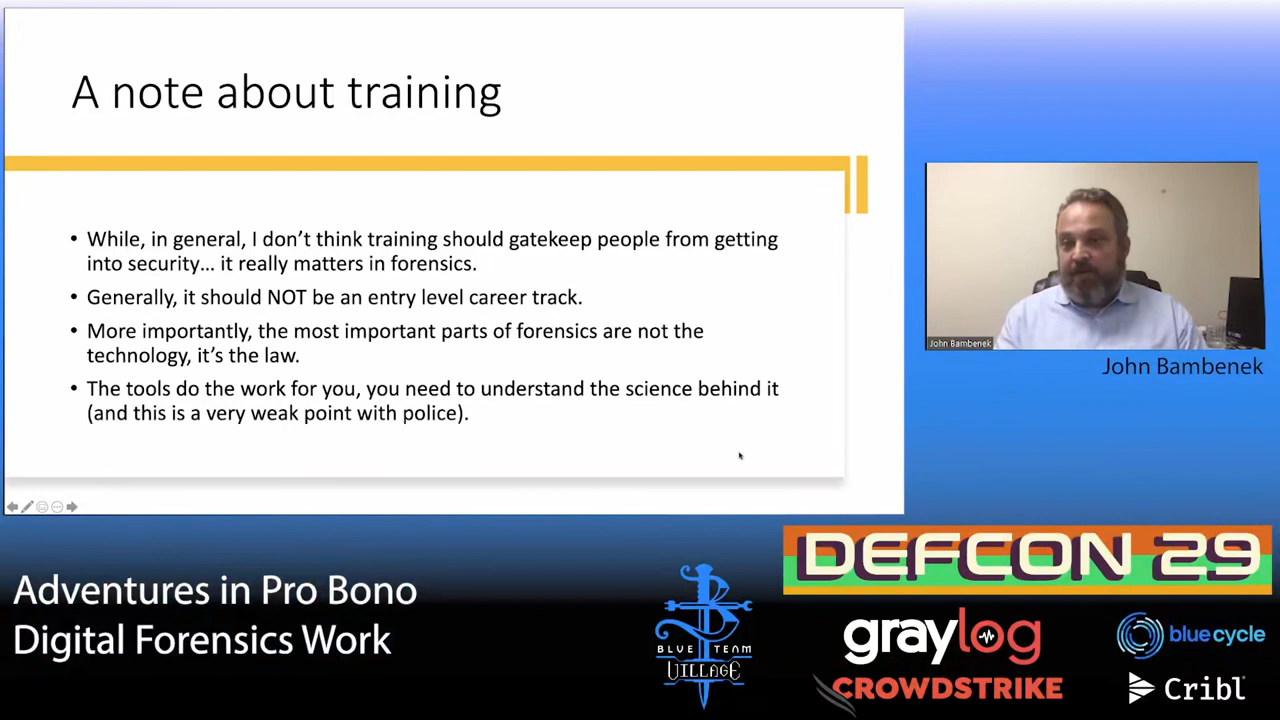 A note about training
• While, in general, I don’t think training should gatekeep people from getting
into security… it really matters in forensics.
• Generally, it should NOT be an entry level career track.
• More importantly, the most important parts of forensics are not the
technology, it’s the law.
• The tools do the work for you, you need to understand the science behind it
(and this is a very weak point with police).
John Bambenek
John Bambenek
Adventures in Pro Bono
Digital Forensics Work
BLUE TEAM
VILLAGE
DEFCON 29
graylog
blue cycle
CROWDSTRIKE
Cribl